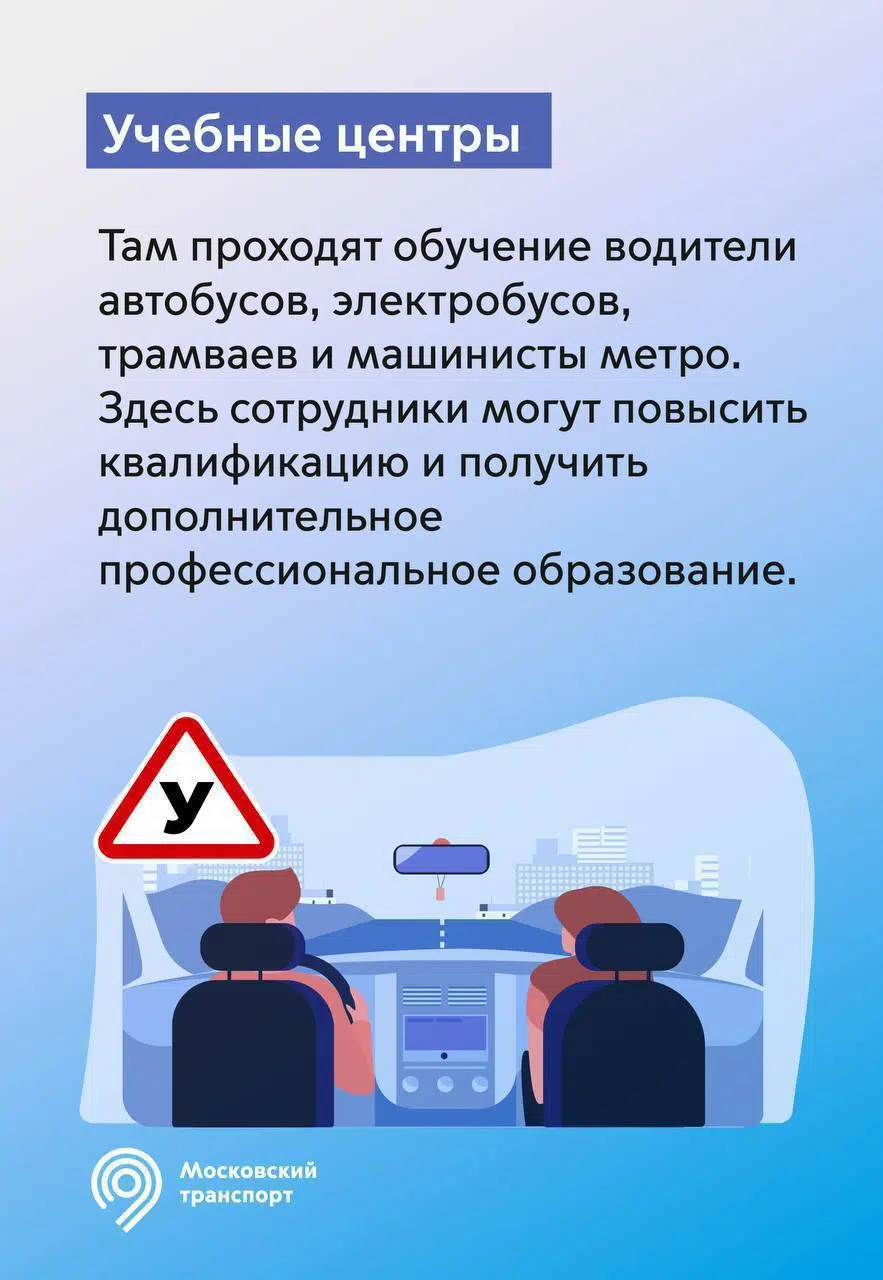 Учебные центры
Там проходят обучение водители
автобусов, электробусов,
трамваев и машинисты метро.
Здесь сотрудники могут повысить
квалификацию и получить
дополнительное
профессиональное образование.
У
Московский
транспорт